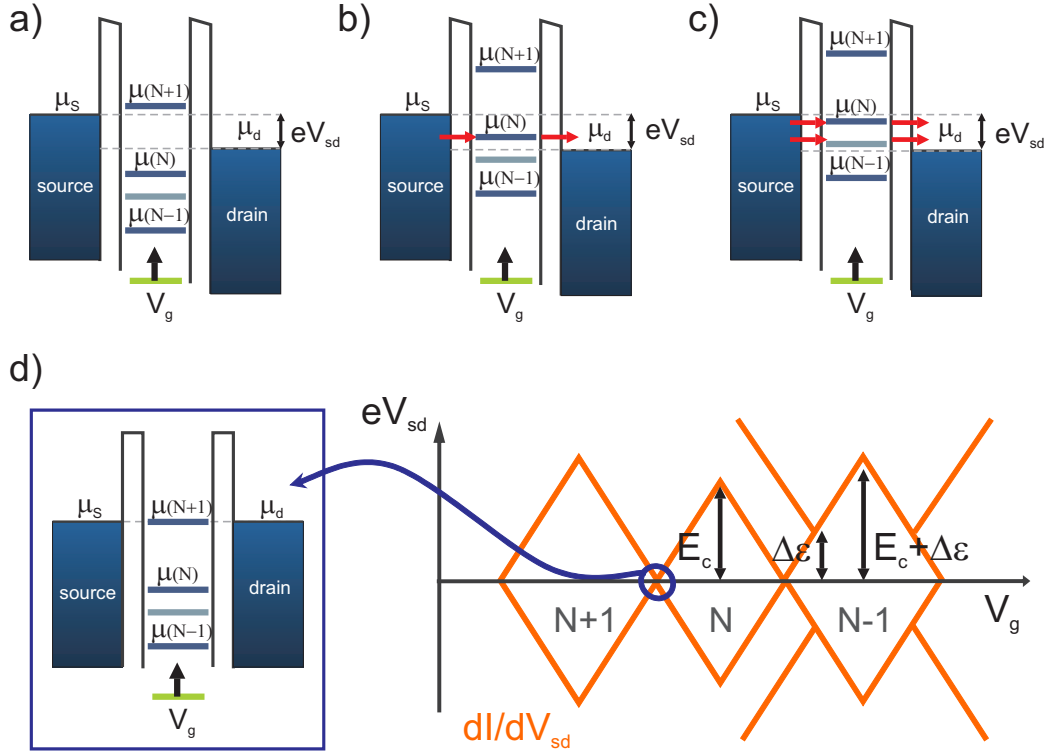 a)
μ(N+1)
μs
μd
eVsd
μ(N)
source
μ(N−1)
drain
Vg
b)
μ(N+1)
μs
μ(N)
μd
eVsd
μ(N−1)
source
drain
Vg
c)
μ(N+1)
μs
μ(N)
μd
eVsd
μ(N−1)
source
drain
Vg
d)
μs
μ(N+1)
μd
μ(N)
source
drain
μ(N−1)
Vg
eVsd
Ec
Δε
Ec+Δε
Vg
N+1
N
N-1
dI/dVsd